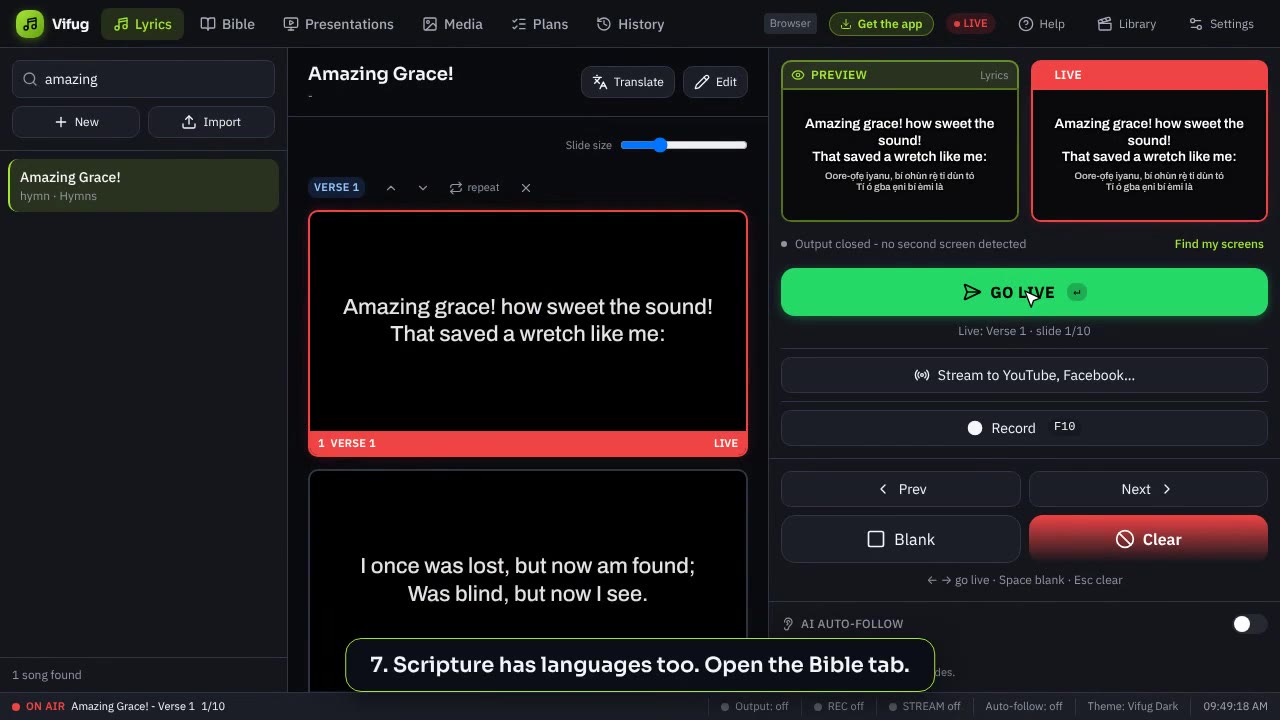 Vifug
Lyrics
Bible
Presentations
Media
Plans
History
Browser
Get the app
LIVE
Help
Library
Settings
amazing
New
Import
Amazing Grace!
hymn · Hymns
1 song found
Amazing Grace!
-
Translate
Edit
Slide size
VERSE 1
repeat
Amazing grace! how sweet the sound!
That saved a wretch like me:
1 VERSE 1
LIVE
I once was lost, but now am found;
Was blind, but now I see.
PREVIEW
Lyrics
Amazing grace! how sweet the
sound!
That saved a wretch like me:
Oore-ọfẹ iyanu, bí ohùn rẹ̀ ti dùn tó
Tí ó gba ẹni bí èmi là
LIVE
Amazing grace! how sweet the
sound!
That saved a wretch like me:
Oore-ọfẹ iyanu, bí ohùn rẹ̀ ti dùn tó
Tí ó gba ẹni bí èmi là
Output closed - no second screen detected
Find my screens
GO LIVE ↵
Live: Verse 1 · slide 1/10
Stream to YouTube, Facebook...
Record F10
Prev
Next
Blank
Clear
← → go live · Space blank · Esc clear
AI AUTO-FOLLOW
7. Scripture has languages too. Open the Bible tab.
ON AIR Amazing Grace! - Verse 1 1/10
Output: off
REC off
STREAM off
Auto-follow: off
Theme: Vifug Dark
09:49:18 AM